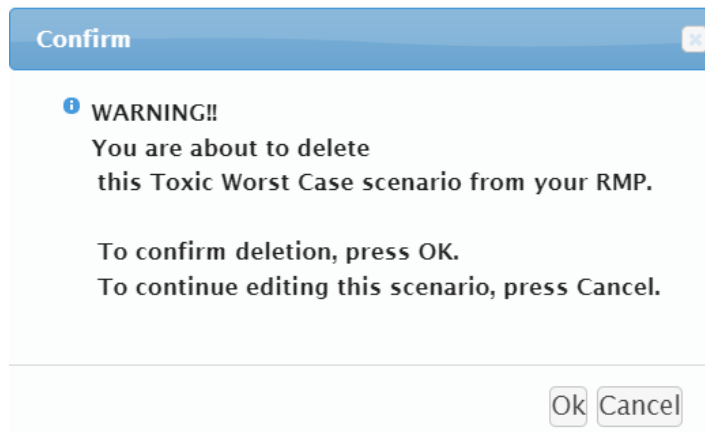 Confirm
WARNING!!
You are about to delete
this Toxic Worst Case scenario from your RMP.
To confirm deletion, press OK.
To continue editing this scenario, press Cancel.
Ok Cancel